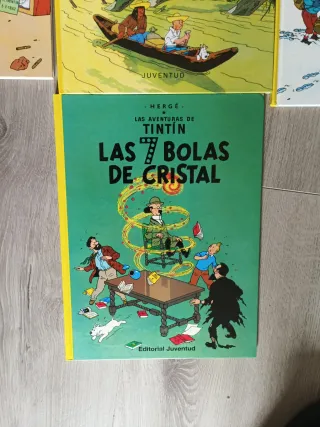 JUVENTUD
- HERGÉ -
LAS AVENTURAS DE
TINTÍN
LAS 7 BOLAS
DE CRISTAL
Editorial Juventud